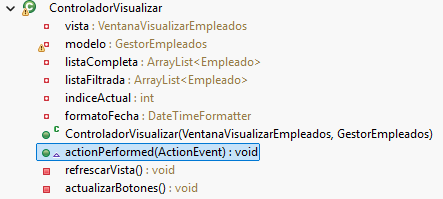 ControladorVisualizar
vista : VentanaVisualizarEmpleados
modelo : GestorEmpleados
listaCompleta : ArrayList<Empleado>
listaFiltrada : ArrayList<Empleado>
indiceActual : int
formatoFecha : DateTimeFormatter
C ControladorVisualizar(VentanaVisualizarEmpleados, GestorEmpleados)
actionPerformed(ActionEvent) : void
refrescarVista() : void
actualizarBotones() : void